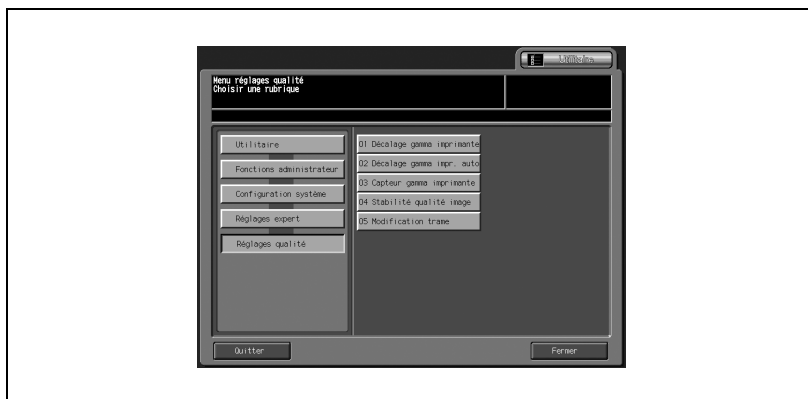 Utilitaire
Menu réglages qualité
Choisir une rubrique
Utilitaire
Fonctions administrateur
Configuration système
Réglages expert
Réglages qualité
01 Décalage gamma imprimante
02 Décalage gamma impr. auto
03 Capteur gamma imprimante
04 Stabilité qualité image
05 Modification trame
Quitter
Fermer